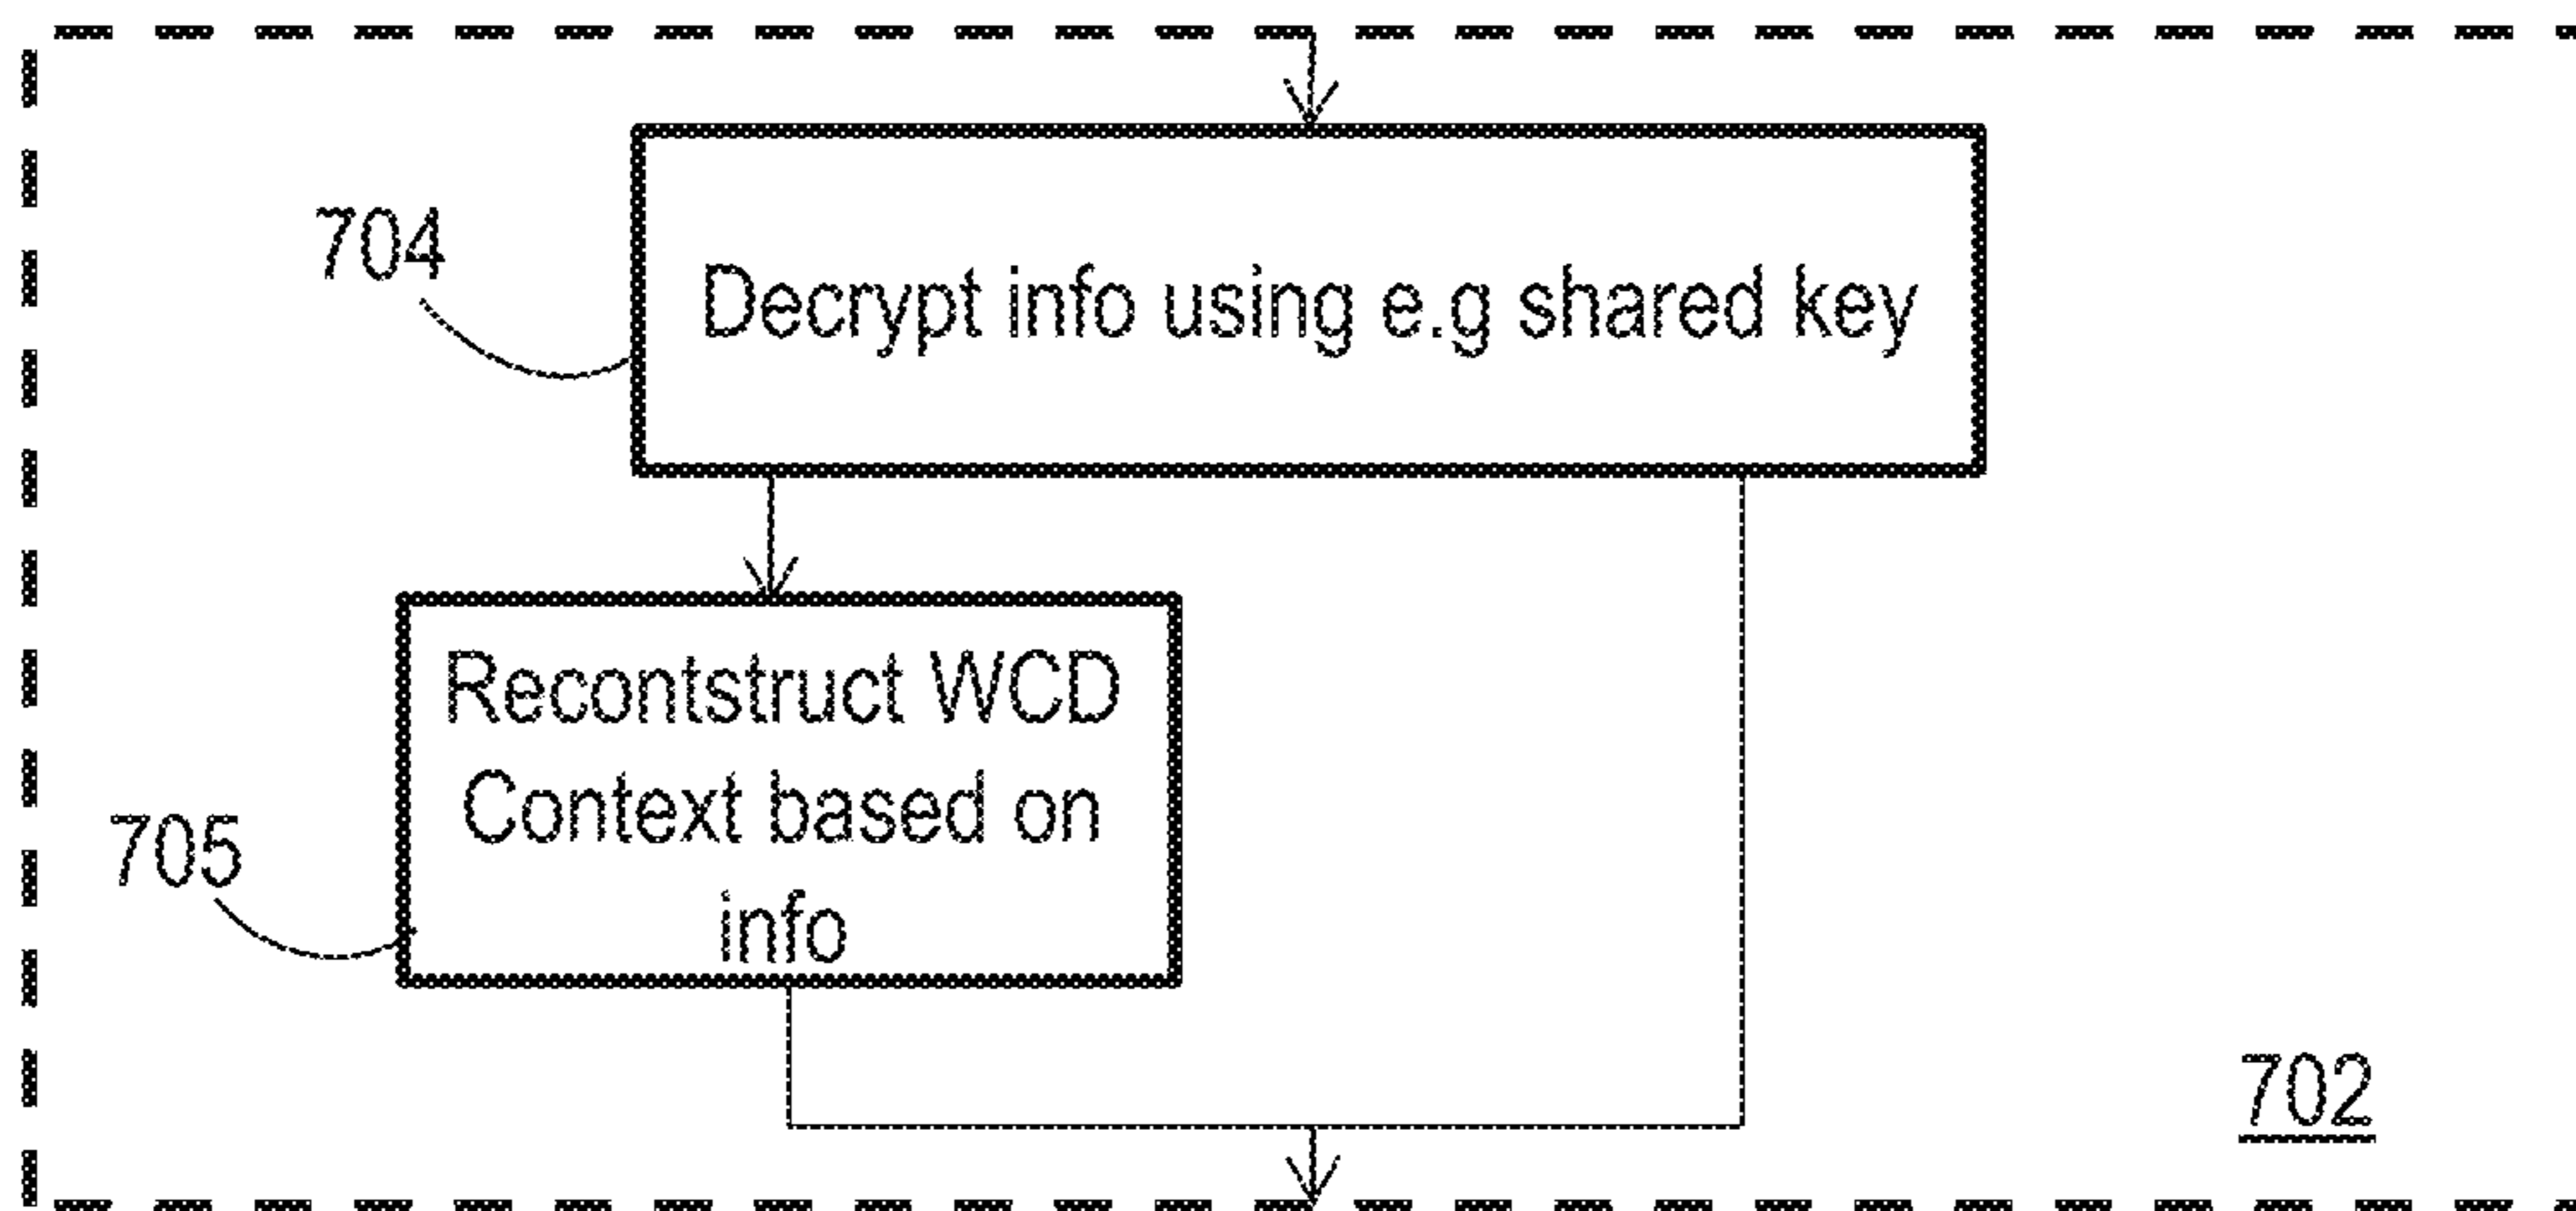 704
Decrypt info using e.g shared key
Recontstruct WCD
Context based on
info
705
702